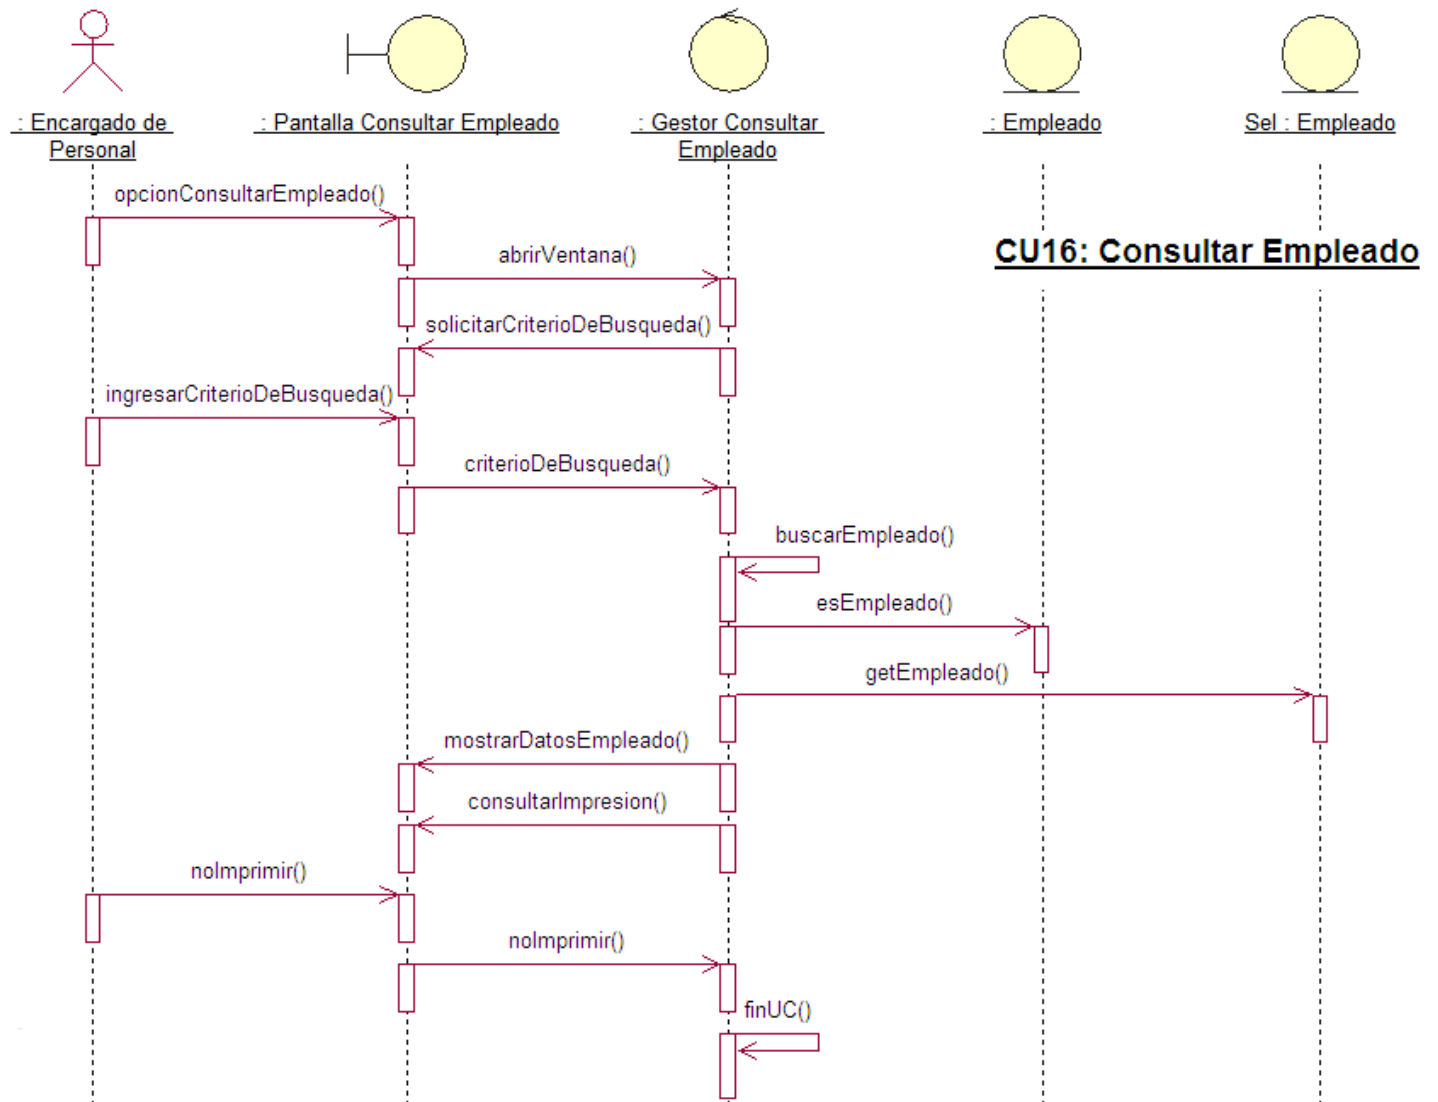 : Encargado de
Personal
: Pantalla Consultar Empleado
: Gestor Consultar
Empleado
: Empleado
Sel : Empleado
opcionConsultarEmpleado()
CU16: Consultar Empleado
abrirVentana()
solicitarCriterioDeBusqueda()
ingresarCriterioDeBusqueda()
criterioDeBusqueda()
buscarEmpleado()
esEmpleado()
getEmpleado()
mostrarDatosEmpleado()
consultarImpresion()
noImprimir()
noImprimir()
finUC()